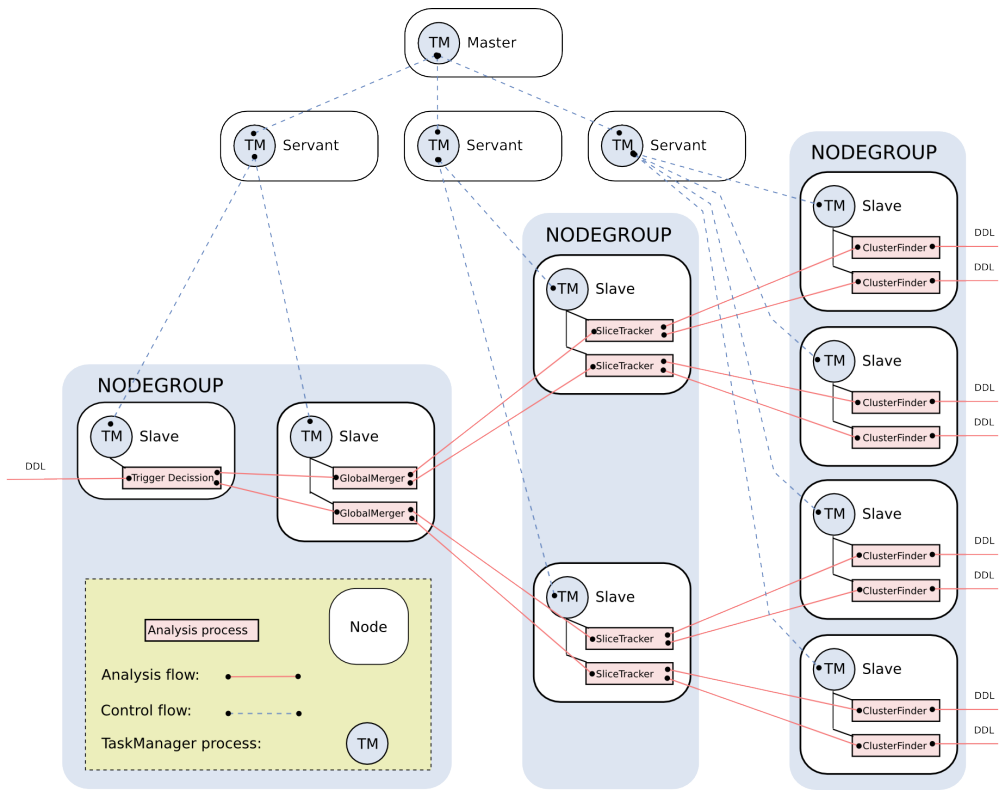 TM Master
TM Servant
TM Servant
TM Servant
NODEGROUP
TM Slave
Trigger Decission
DDL
TM Slave
GlobalMerger
GlobalMerger
NODEGROUP
TM Slave
SliceTracker
SliceTracker
TM Slave
SliceTracker
SliceTracker
NODEGROUP
TM Slave
ClusterFinder
DDL
ClusterFinder
DDL
TM Slave
ClusterFinder
DDL
ClusterFinder
DDL
TM Slave
ClusterFinder
DDL
ClusterFinder
DDL
TM Slave
ClusterFinder
DDL
ClusterFinder
DDL
Analysis process
Node
Analysis flow:
Control flow:
TaskManager process:
TM